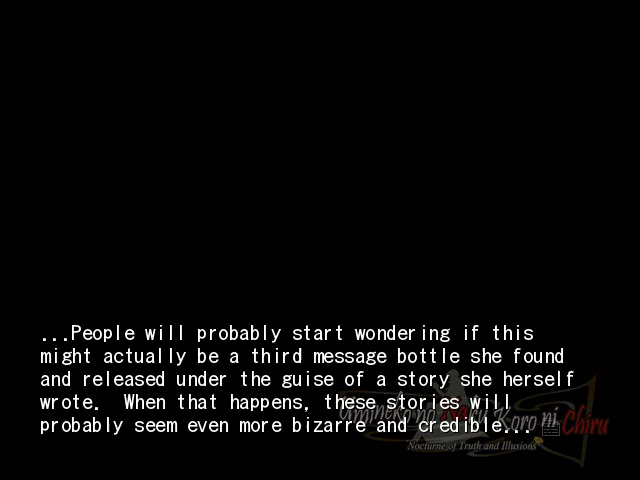 ...People will probably start wondering if this
might actually be a third message bottle she found
and released under the guise of a story she herself
wrote.  When that happens, these stories will
probably seem even more bizarre and credible...
Umineko no Naku Koro ni Chiru
Nocturne of Truth and Illusions